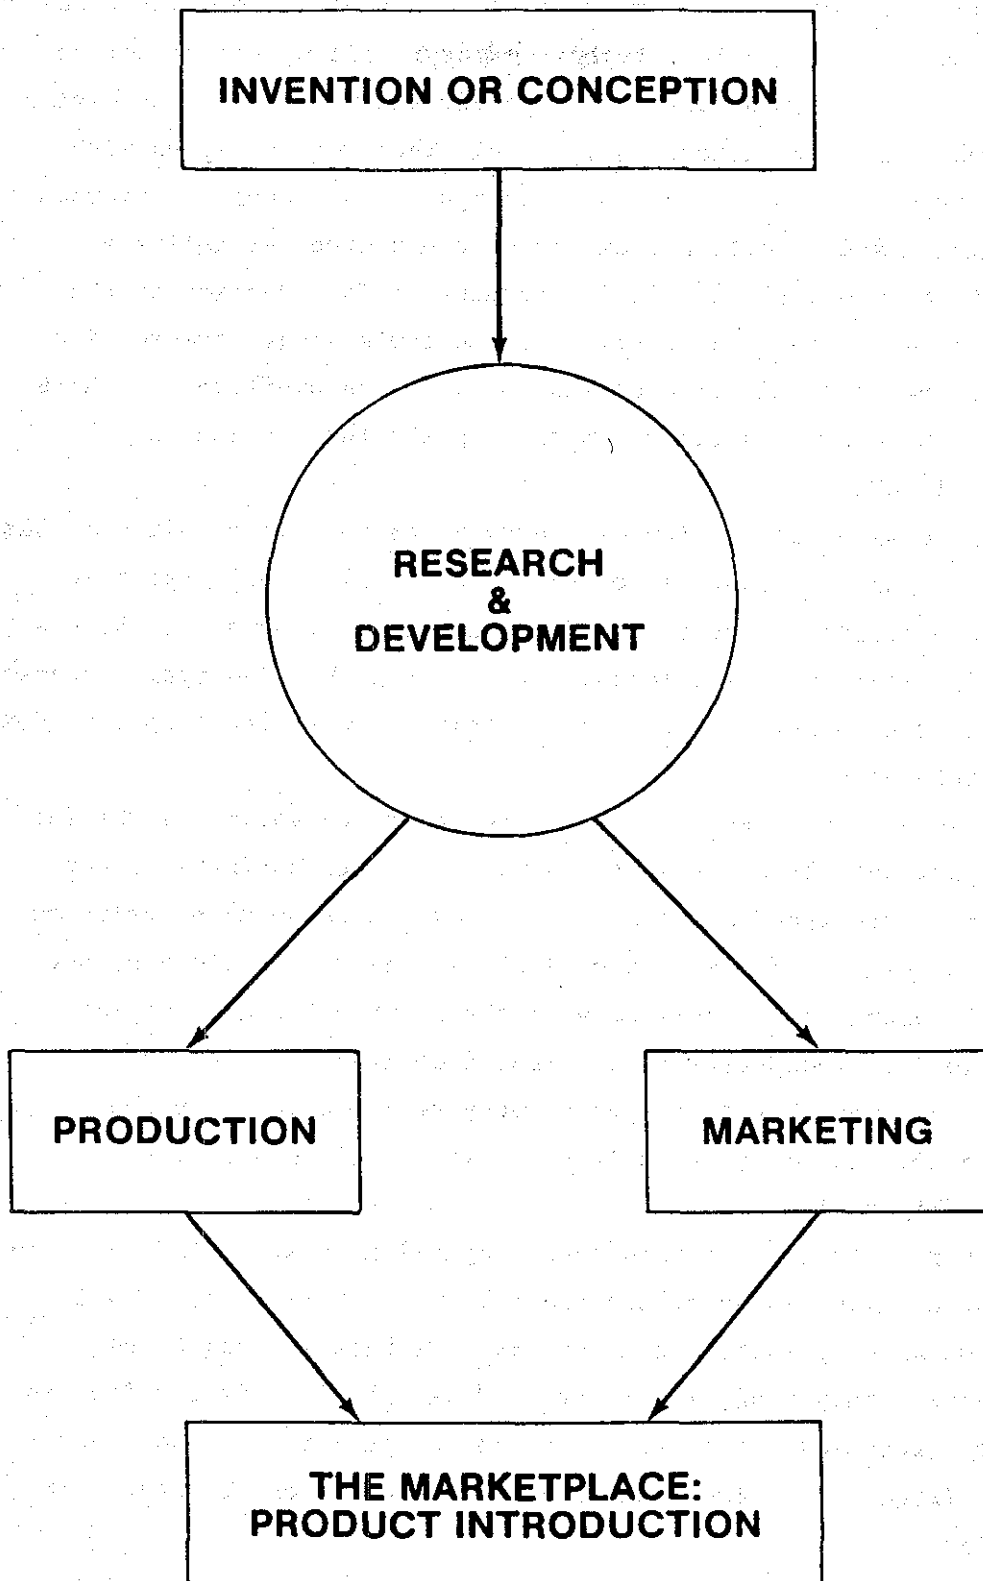 INVENTION OR CONCEPTION
RESEARCH
&
DEVELOPMENT
PRODUCTION
MARKETING
THE MARKETPLACE:
PRODUCT INTRODUCTION